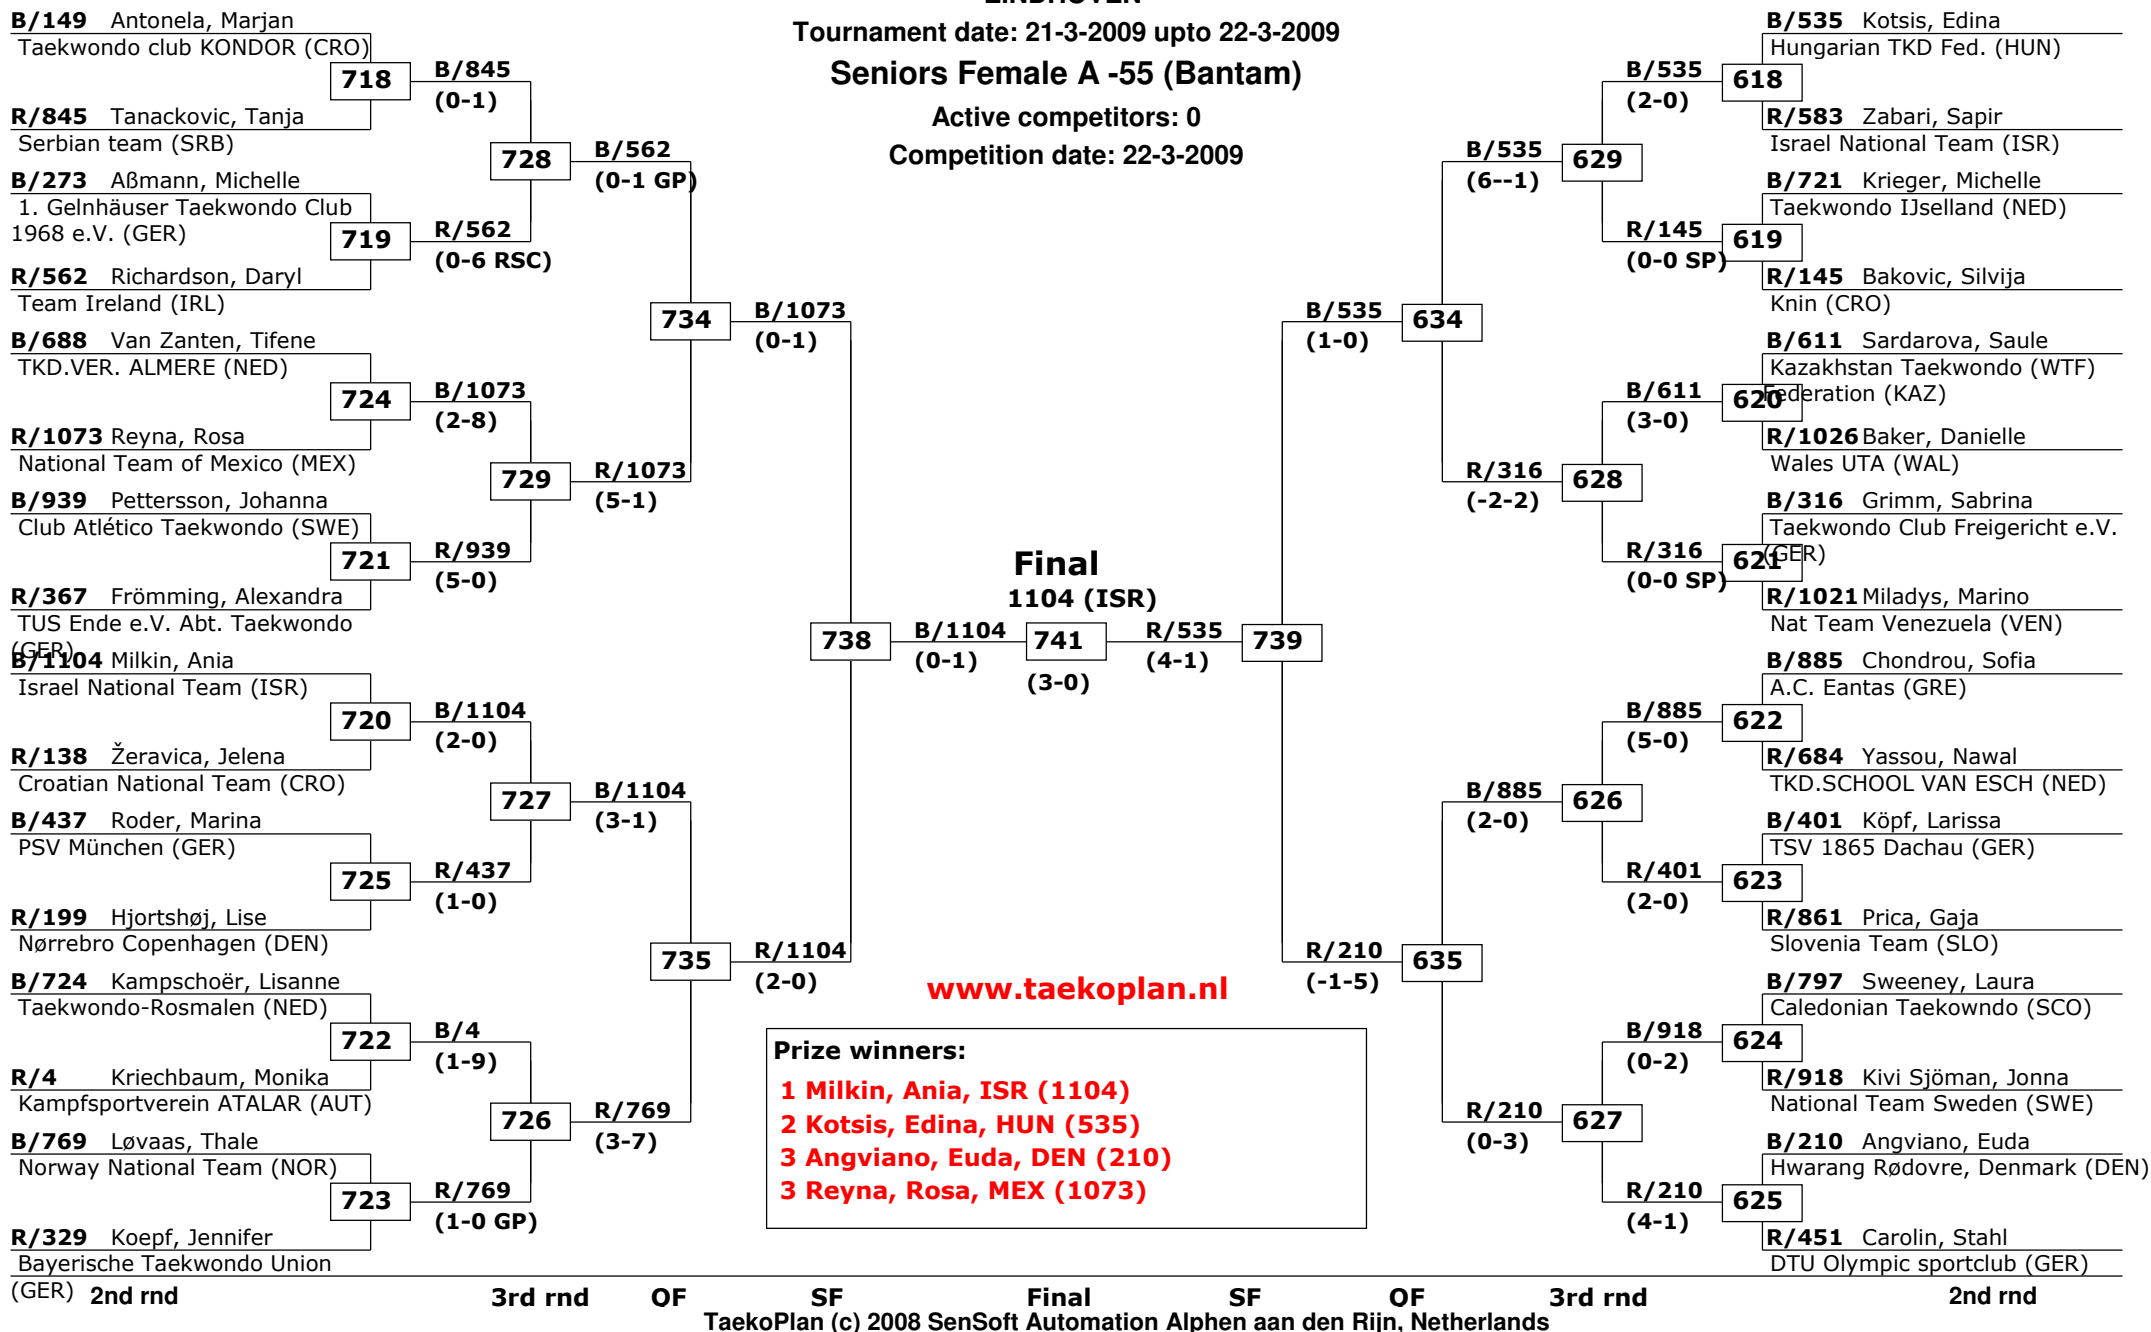 EINDHOVEN
Tournament date: 21-3-2009 upto 22-3-2009
Seniors Female A -55 (Bantam)
Active competitors: 0
Competition date: 22-3-2009
B/149 Antonela, Marjan
Taekwondo club KONDOR (CRO)
718
R/845 Tanackovic, Tanja
Serbian team (SRB)
B/273 Aßmann, Michelle
1. Gelnhäuser Taekwondo Club
1968 e.V. (GER)
719
R/562 Richardson, Daryl
Team Ireland (IRL)
B/688 Van Zanten, Tifene
TKD.VER. ALMERE (NED)
724
R/1073 Reyna, Rosa
National Team of Mexico (MEX)
B/939 Pettersson, Johanna
Club Atlético Taekwondo (SWE)
721
R/367 Frömming, Alexandra
TUS Ende e.V. Abt. Taekwondo
(GER)
B/1104 Milkin, Ania
Israel National Team (ISR)
720
R/138 Žeravica, Jelena
Croatian National Team (CRO)
B/437 Roder, Marina
PSV München (GER)
725
R/199 Hjortshøj, Lise
Nørrebro Copenhagen (DEN)
B/724 Kampschoër, Lisanne
Taekwondo-Rosmalen (NED)
722
R/4 Kriechbaum, Monika
Kampfsportverein ATALAR (AUT)
B/769 Løvaas, Thale
Norway National Team (NOR)
723
R/329 Koepf, Jennifer
Bayerische Taekwondo Union
(GER)
B/845
(0-1)
728
R/562
(0-6 RSC)
B/1073
(2-8)
729
R/939
(5-0)
B/1104
(2-0)
727
R/437
(1-0)
B/4
(1-9)
726
R/769
(1-0 GP)
B/562
(0-1 GP)
734
R/1073
(5-1)
B/1104
(3-1)
735
R/769
(3-7)
B/1073
(0-1)
738
R/1104
(2-0)
B/1104
(0-1)
Final
1104 (ISR)
741
(3-0)
R/535
(4-1)
739
B/535
(1-0)
R/210
(-1-5)
B/535
(6--1)
634
R/316
(-2-2)
B/885
(2-0)
635
R/210
(0-3)
B/535
(2-0)
629
R/145
(0-0 SP)
B/611
(3-0)
628
R/316
(0-0 SP)
B/885
(5-0)
626
R/401
(2-0)
B/918
(0-2)
627
R/210
(4-1)
B/535 Kotsis, Edina
Hungarian TKD Fed. (HUN)
618
R/583 Zabari, Sapir
Israel National Team (ISR)
B/721 Krieger, Michelle
Taekwondo IJselland (NED)
619
R/145 Bakovic, Silvija
Knin (CRO)
B/611 Sardarova, Saule
Kazakhstan Taekwondo (WTF)
Federation (KAZ)
620
R/1026 Baker, Danielle
Wales UTA (WAL)
B/316 Grimm, Sabrina
Taekwondo Club Freigericht e.V.
(GER)
621
R/1021 Miladys, Marino
Nat Team Venezuela (VEN)
B/885 Chondrou, Sofia
A.C. Eantas (GRE)
622
R/684 Yassou, Nawal
TKD.SCHOOL VAN ESCH (NED)
B/401 Köpf, Larissa
TSV 1865 Dachau (GER)
623
R/861 Prica, Gaja
Slovenia Team (SLO)
B/797 Sweeney, Laura
Caledonian Taekowndo (SCO)
624
R/918 Kivi Sjöman, Jonna
National Team Sweden (SWE)
B/210 Angviano, Euda
Hwarang Rødovre, Denmark (DEN)
625
R/451 Carolin, Stahl
DTU Olympic sportclub (GER)
www.taekoplan.nl
Prize winners:
1 Milkin, Ania, ISR (1104)
2 Kotsis, Edina, HUN (535)
3 Angviano, Euda, DEN (210)
3 Reyna, Rosa, MEX (1073)
2nd rnd 3rd rnd QF SF Final SF QF 3rd rnd 2nd rnd
TaekoPlan (c) 2008 SenSoft Automation Alphen aan den Rijn, Netherlands